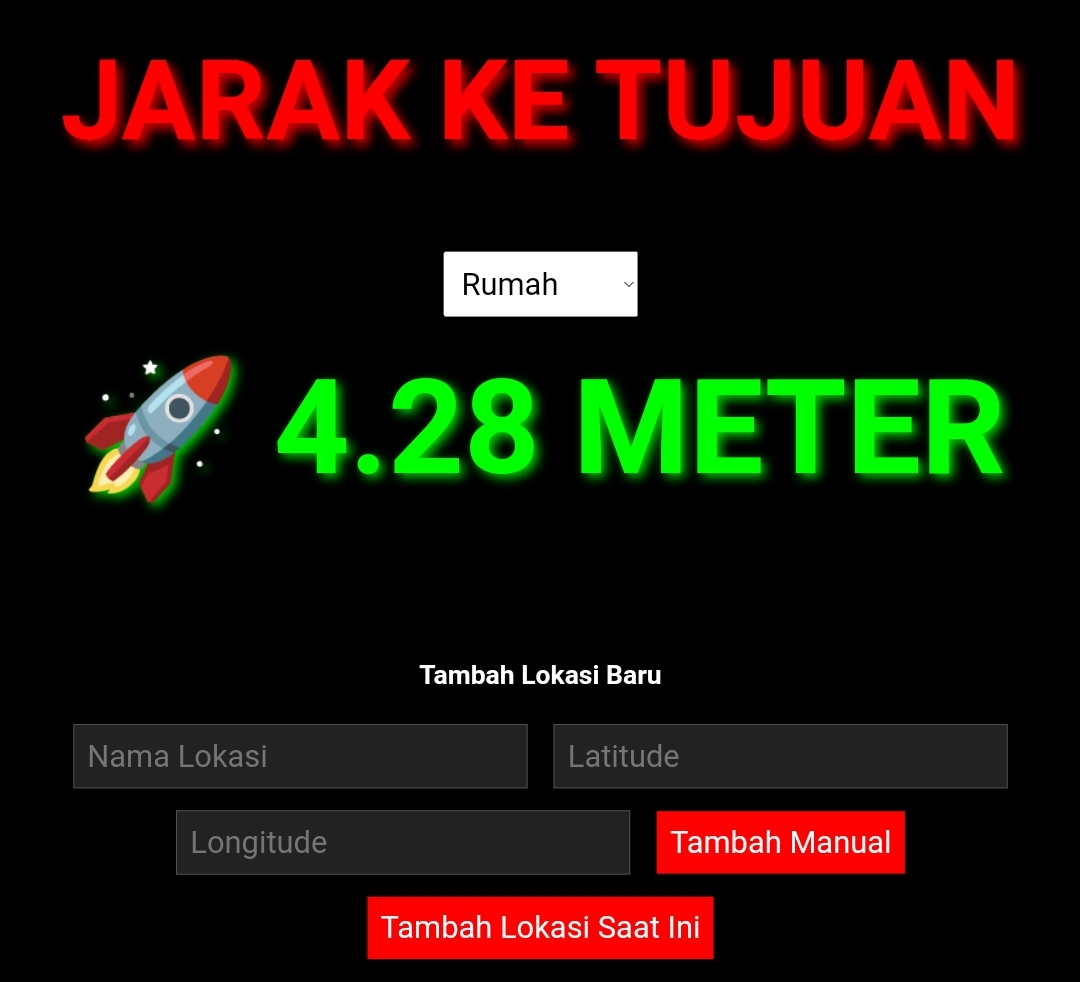 JARAK KE TUJUAN
Rumah
4.28 METER
Tambah Lokasi Baru
Nama Lokasi
Latitude
Longitude
Tambah Manual
Tambah Lokasi Saat Ini